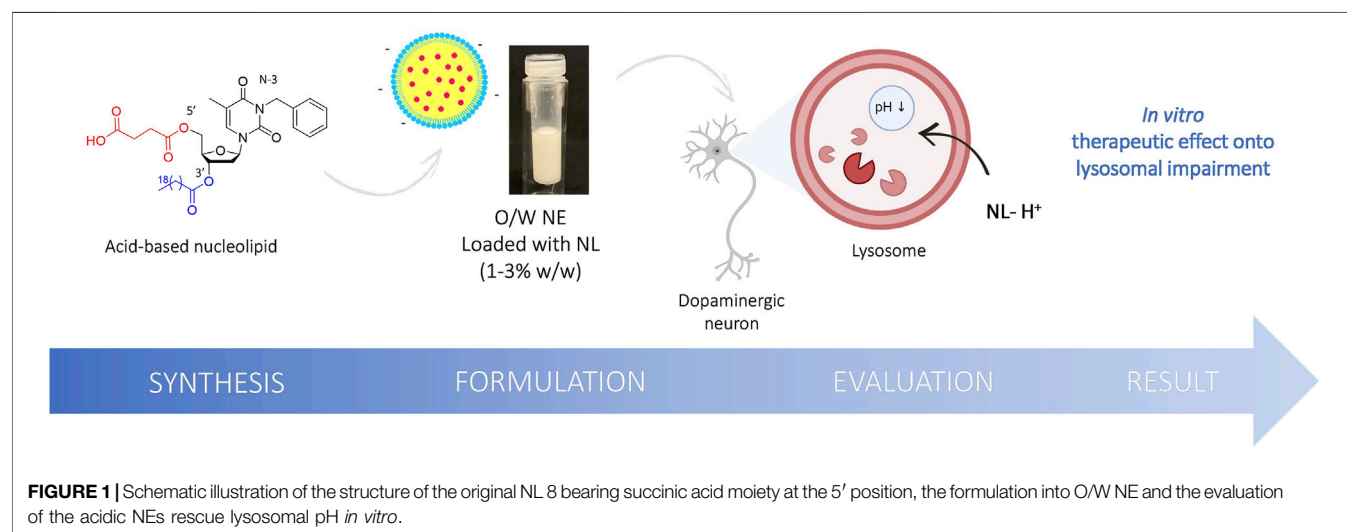 O
N-3
5'
N
O
O
N
O
HO
O
O
O
3'
O
18
( )
O
Acid-based nucleolipid
- - - -
O/W NE
Loaded with NL
(1-3% w/w)
Dopaminergic
neuron
pH ↓
NL- H⁺
Lysosome
In vitro
therapeutic effect onto
lysosomal impairment
SYNTHESIS
FORMULATION
EVALUATION
RESULT
FIGURE 1 | Schematic illustration of the structure of the original NL 8 bearing succinic acid moiety at the 5′ position, the formulation into O/W NE and the evaluation
of the acidic NEs rescue lysosomal pH in vitro.